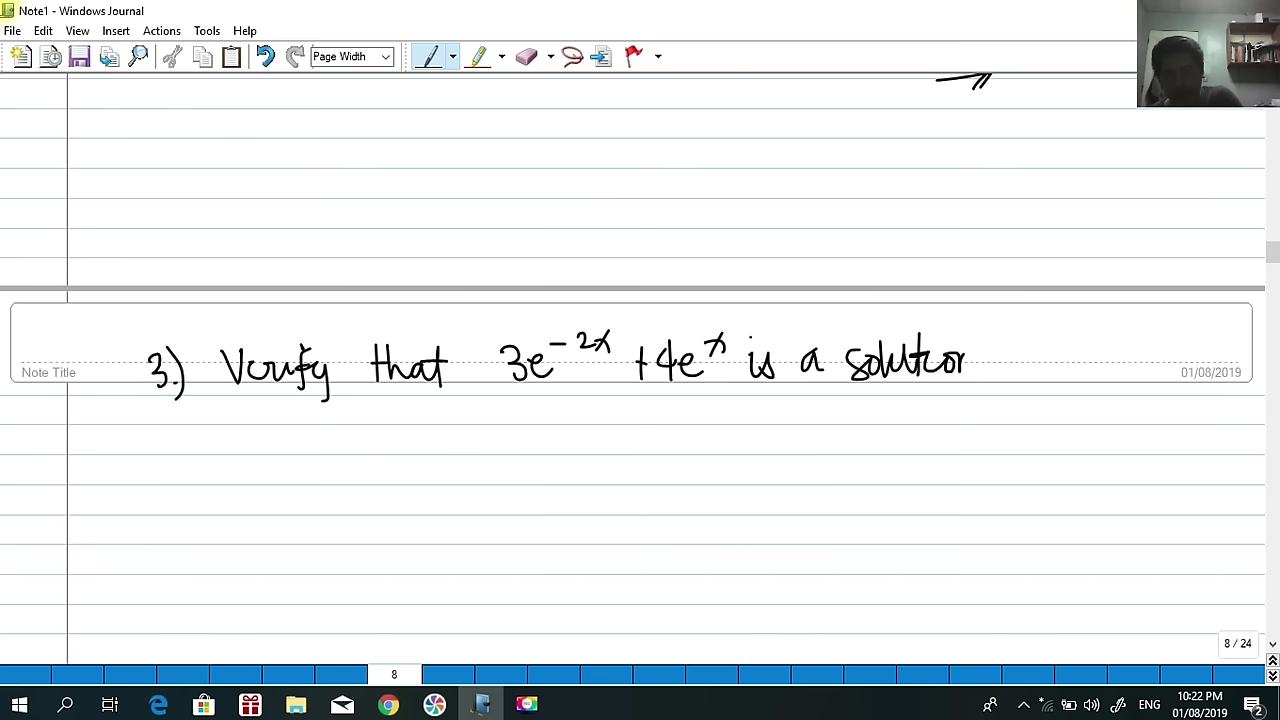 Note1 - Windows Journal
File Edit View Insert Actions Tools Help
Page Width
3.) Verify that 3e^{-2x} + 4e^{x} is a solution
Note Title
01/08/2019
8 / 24
8
10:22 PM
ENG
01/08/2019
2